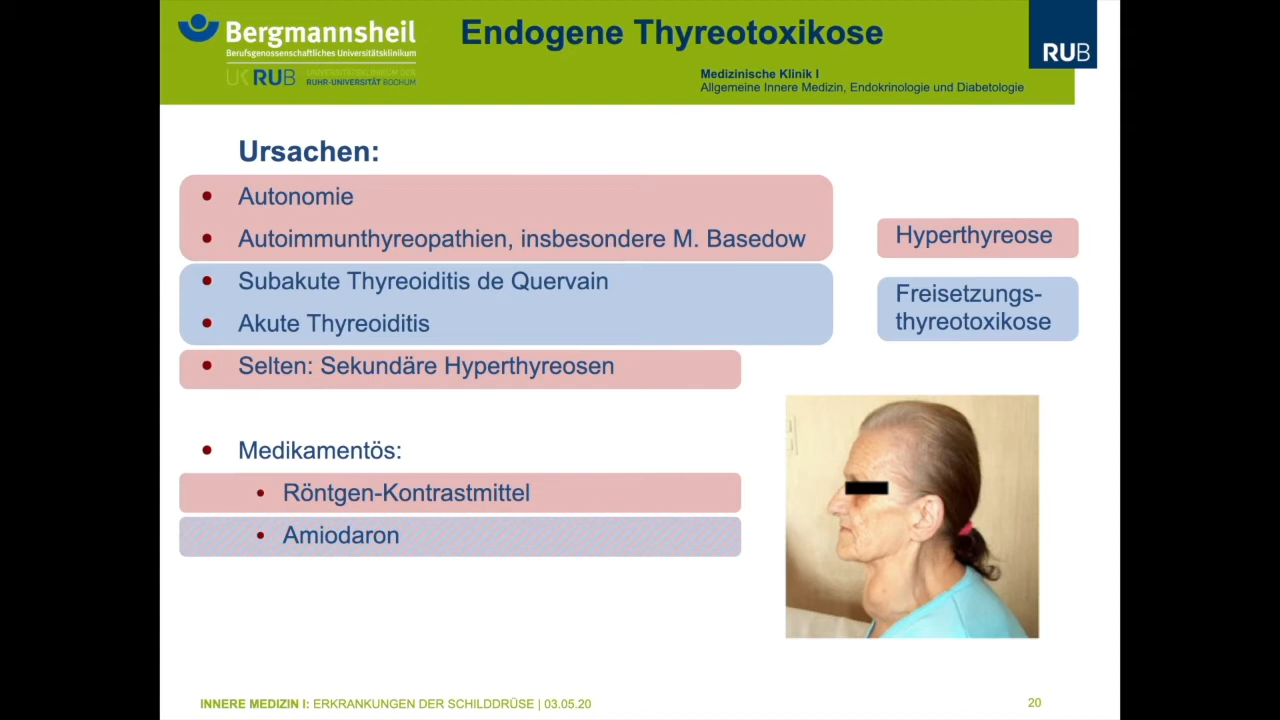 Bergmannsheil
Berufsgenossenschaftliches Universitätsklinikum
UK RUB
UNIVERSITÄTSKLINIKUM DER
RUHR-UNIVERSITÄT BOCHUM
Endogene Thyreotoxikose
Medizinische Klinik I
Allgemeine Innere Medizin, Endokrinologie und Diabetologie
RUB
Ursachen:
• Autonomie
• Autoimmunthyreopathien, insbesondere M. Basedow
• Subakute Thyreoiditis de Quervain
• Akute Thyreoiditis
• Selten: Sekundäre Hyperthyreosen
Hyperthyreose
Freisetzungs-
thyreotoxikose
• Medikamentös:
• Röntgen-Kontrastmittel
• Amiodaron
INNERE MEDIZIN I: ERKRANKUNGEN DER SCHILDDRÜSE | 03.05.20
20